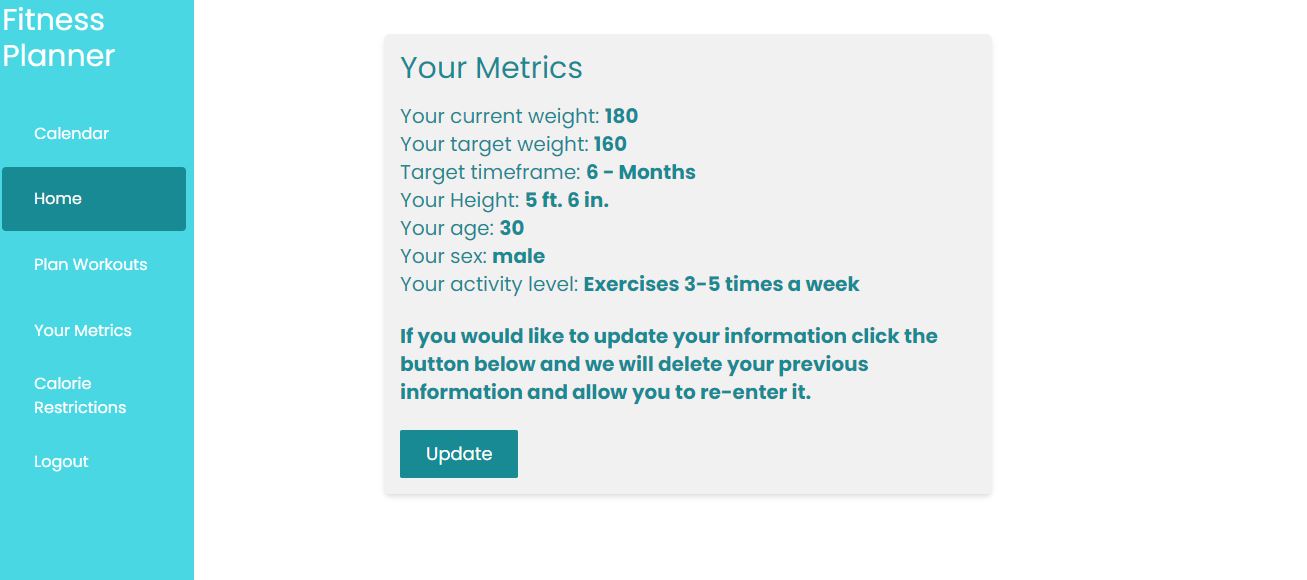 Fitness
Planner
Calendar
Home
Plan Workouts
Your Metrics
Calorie
Restrictions
Logout
Your Metrics
Your current weight: 180
Your target weight: 160
Target timeframe: 6 - Months
Your Height: 5 ft. 6 in.
Your age: 30
Your sex: male
Your activity level: Exercises 3-5 times a week
If you would like to update your information click the
button below and we will delete your previous
information and allow you to re-enter it.
Update